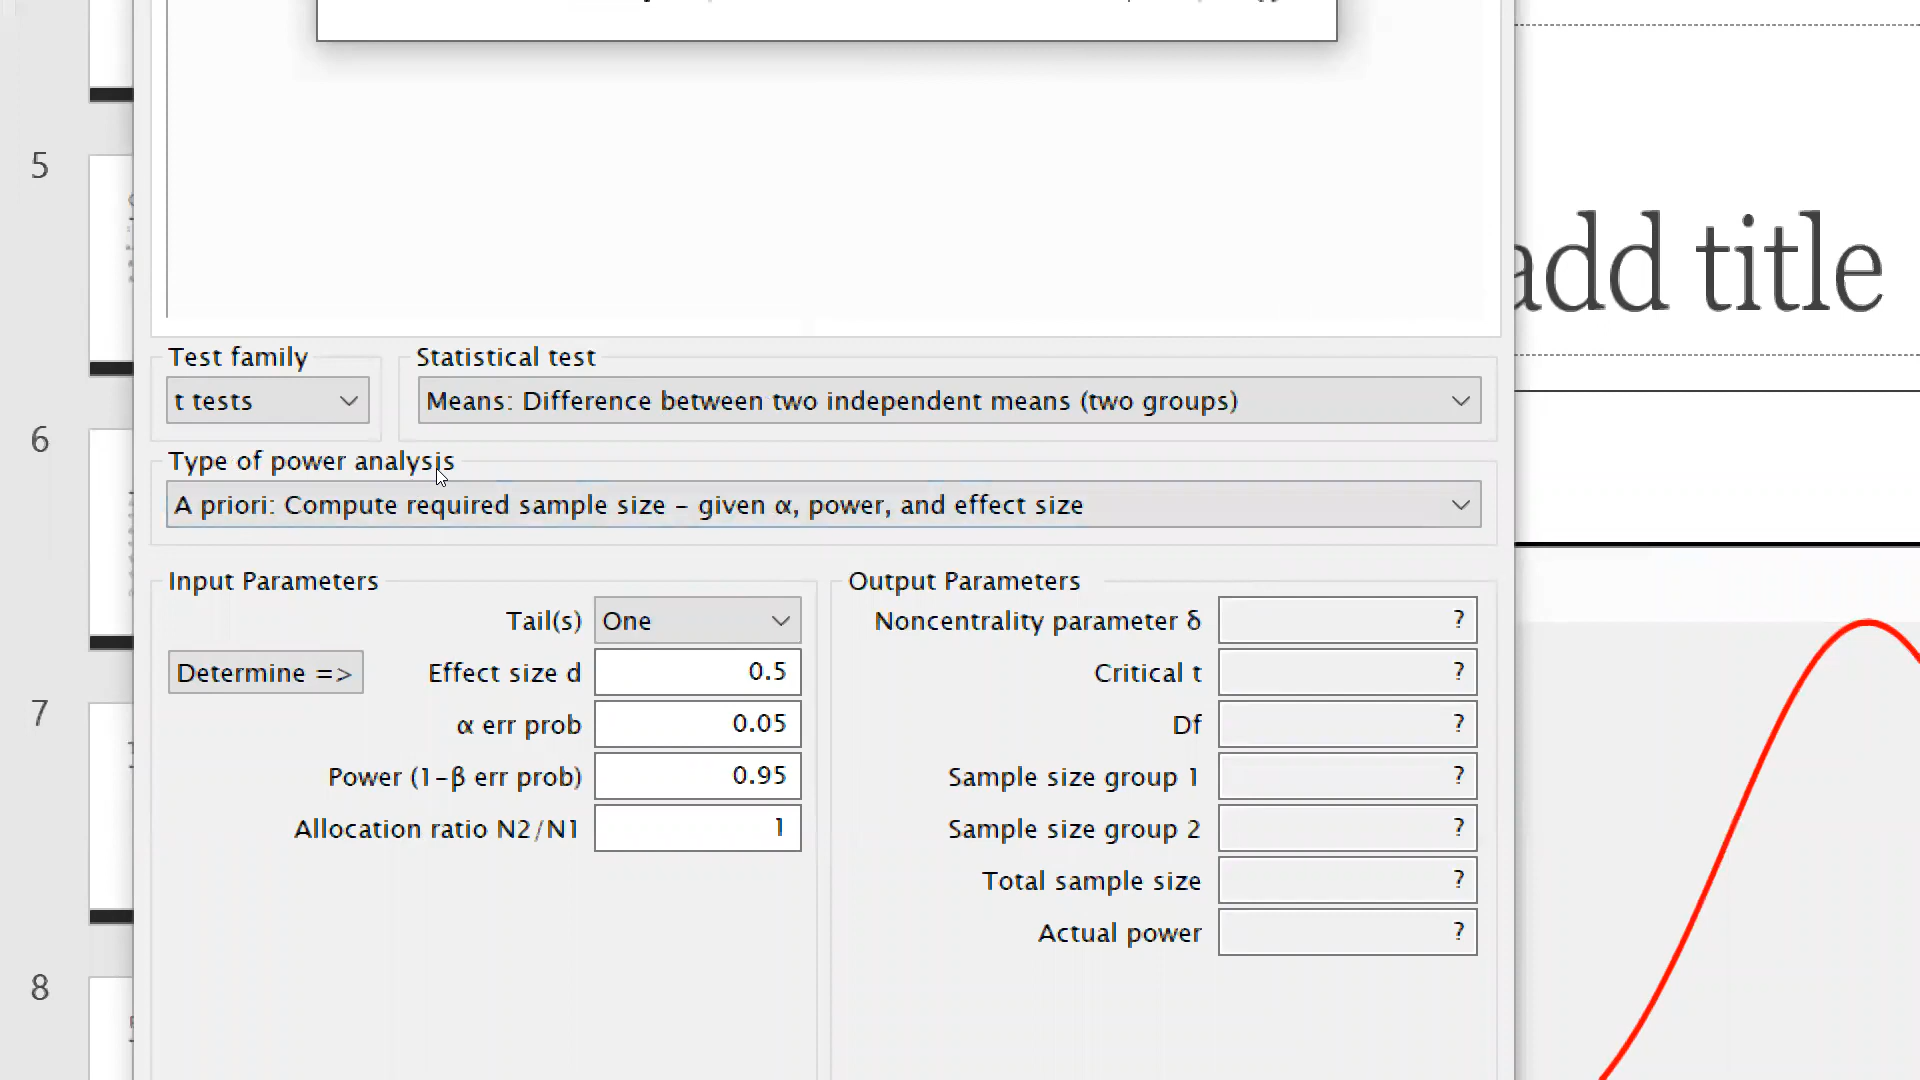 5
6
7
8
add title
Test family
t tests
Statistical test
Means: Difference between two independent means (two groups)
Type of power analysis
A priori: Compute required sample size – given α, power, and effect size
Input Parameters
Tail(s) One
Determine => Effect size d 0.5
α err prob 0.05
Power (1–β err prob) 0.95
Allocation ratio N2/N1 1
Output Parameters
Noncentrality parameter δ ?
Critical t ?
Df ?
Sample size group 1 ?
Sample size group 2 ?
Total sample size ?
Actual power ?